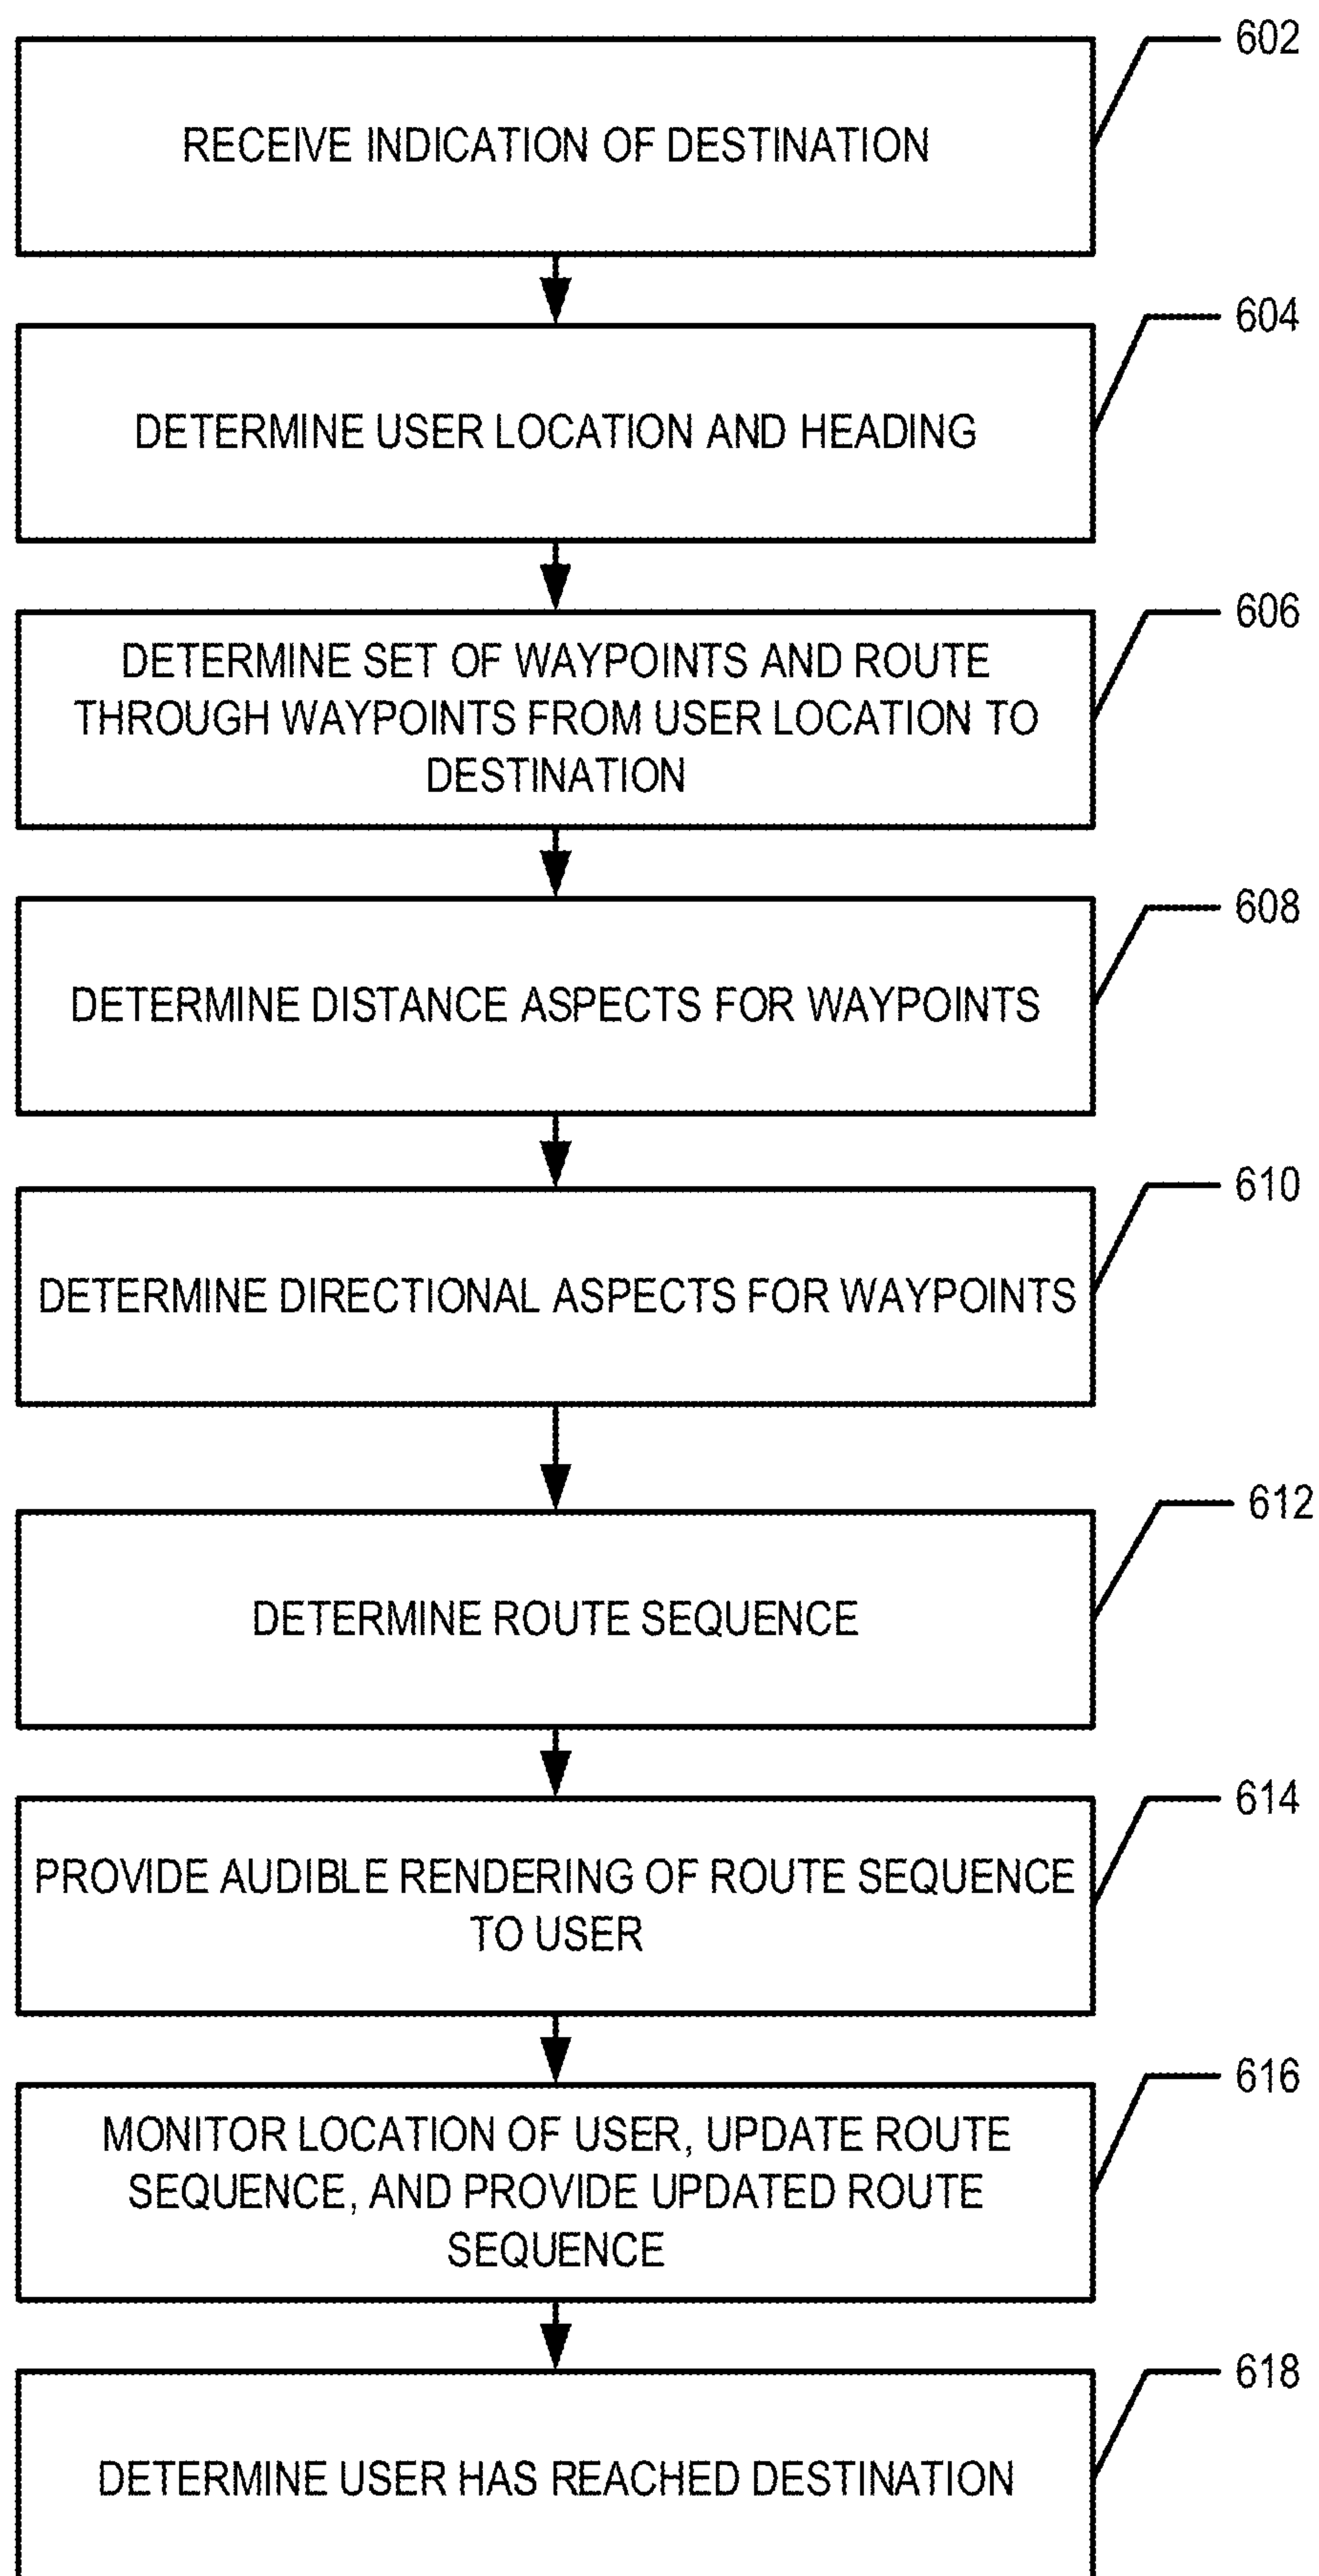 602
RECEIVE INDICATION OF DESTINATION
604
DETERMINE USER LOCATION AND HEADING
606
DETERMINE SET OF WAYPOINTS AND ROUTE
THROUGH WAYPOINTS FROM USER LOCATION TO
DESTINATION
608
DETERMINE DISTANCE ASPECTS FOR WAYPOINTS
610
DETERMINE DIRECTIONAL ASPECTS FOR WAYPOINTS
612
DETERMINE ROUTE SEQUENCE
614
PROVIDE AUDIBLE RENDERING OF ROUTE SEQUENCE
TO USER
616
MONITOR LOCATION OF USER, UPDATE ROUTE
SEQUENCE, AND PROVIDE UPDATED ROUTE
SEQUENCE
618
DETERMINE USER HAS REACHED DESTINATION